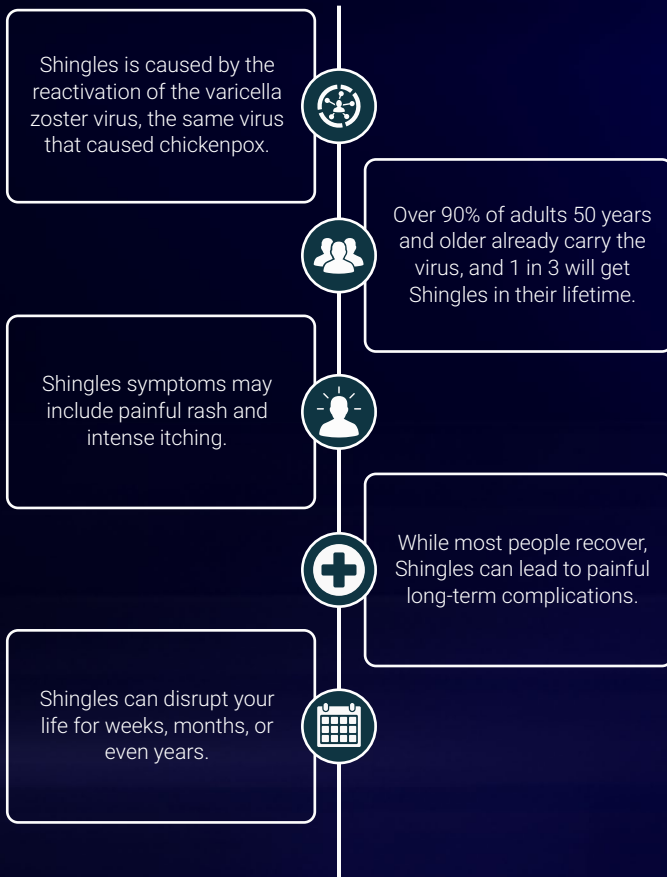 Shingles is caused by the
reactivation of the varicella
zoster virus, the same virus
that caused chickenpox.
Over 90% of adults 50 years
and older already carry the
virus, and 1 in 3 will get
Shingles in their lifetime.
Shingles symptoms may
include painful rash and
intense itching.
While most people recover,
Shingles can lead to painful
long-term complications.
Shingles can disrupt your
life for weeks, months, or
even years.